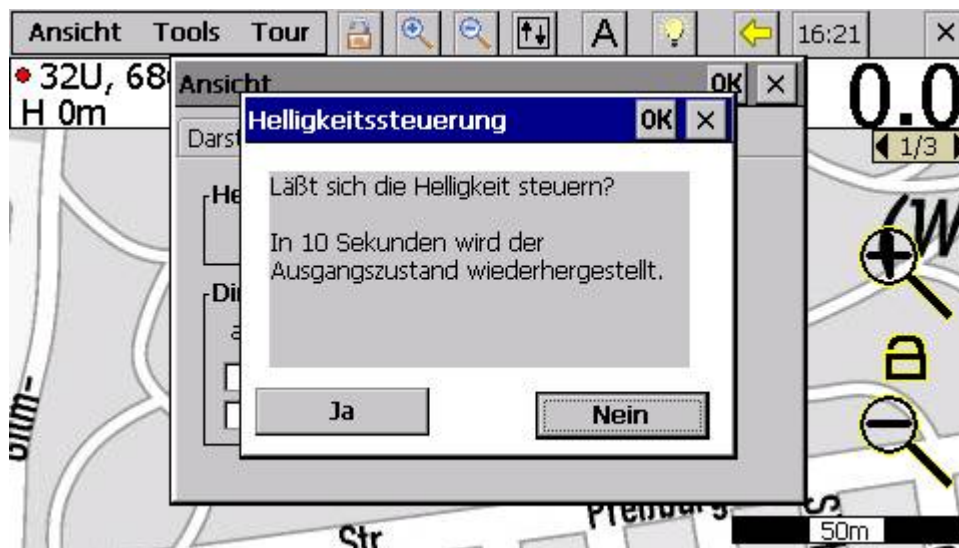 Ansicht Tools Tour A 16:21
32U, 68
H 0m
0.0
1/3
Ansicht OK
Darst
Helligkeitssteuerung OK
Läßt sich die Helligkeit steuern?
In 10 Sekunden wird der
Ausgangszustand wiederhergestellt.
He
Ja Nein
Str
50m